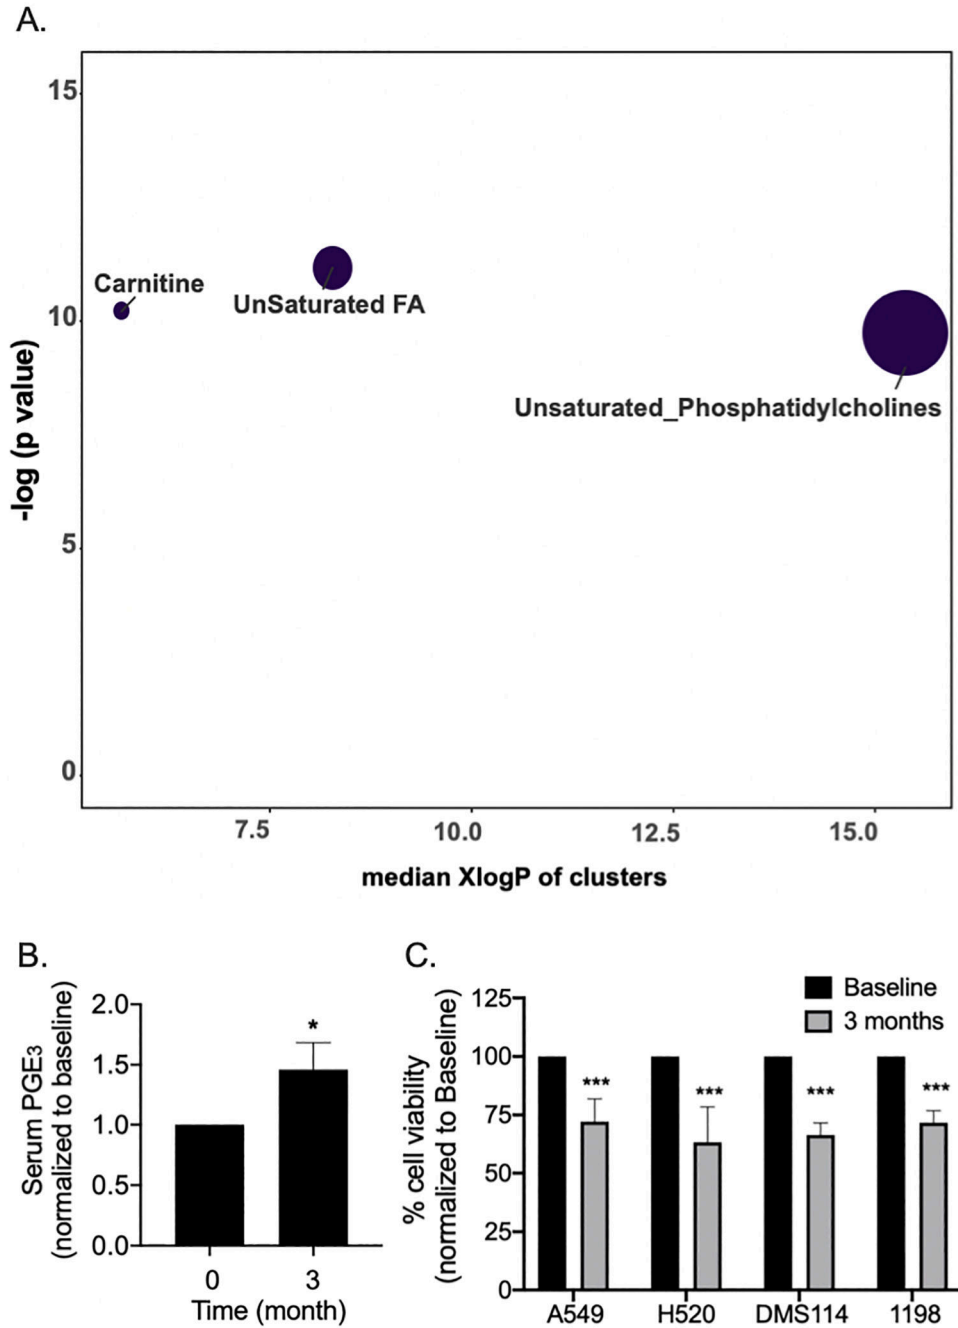 A.
15
10
5
0
-log (p value)
Carnitine
UnSaturated FA
Unsaturated_Phosphatidylcholines
7.5 10.0 12.5 15.0
median XlogP of clusters
B.
2.0
1.5
1.0
0.5
0.0
Serum PGE3
(normalized to baseline)
*
0 3
Time (month)
C.
Baseline
3 months
125
100
75
50
25
0
% cell viability
(normalized to Baseline)
*** *** *** ***
A549 H520 DMS114 1198